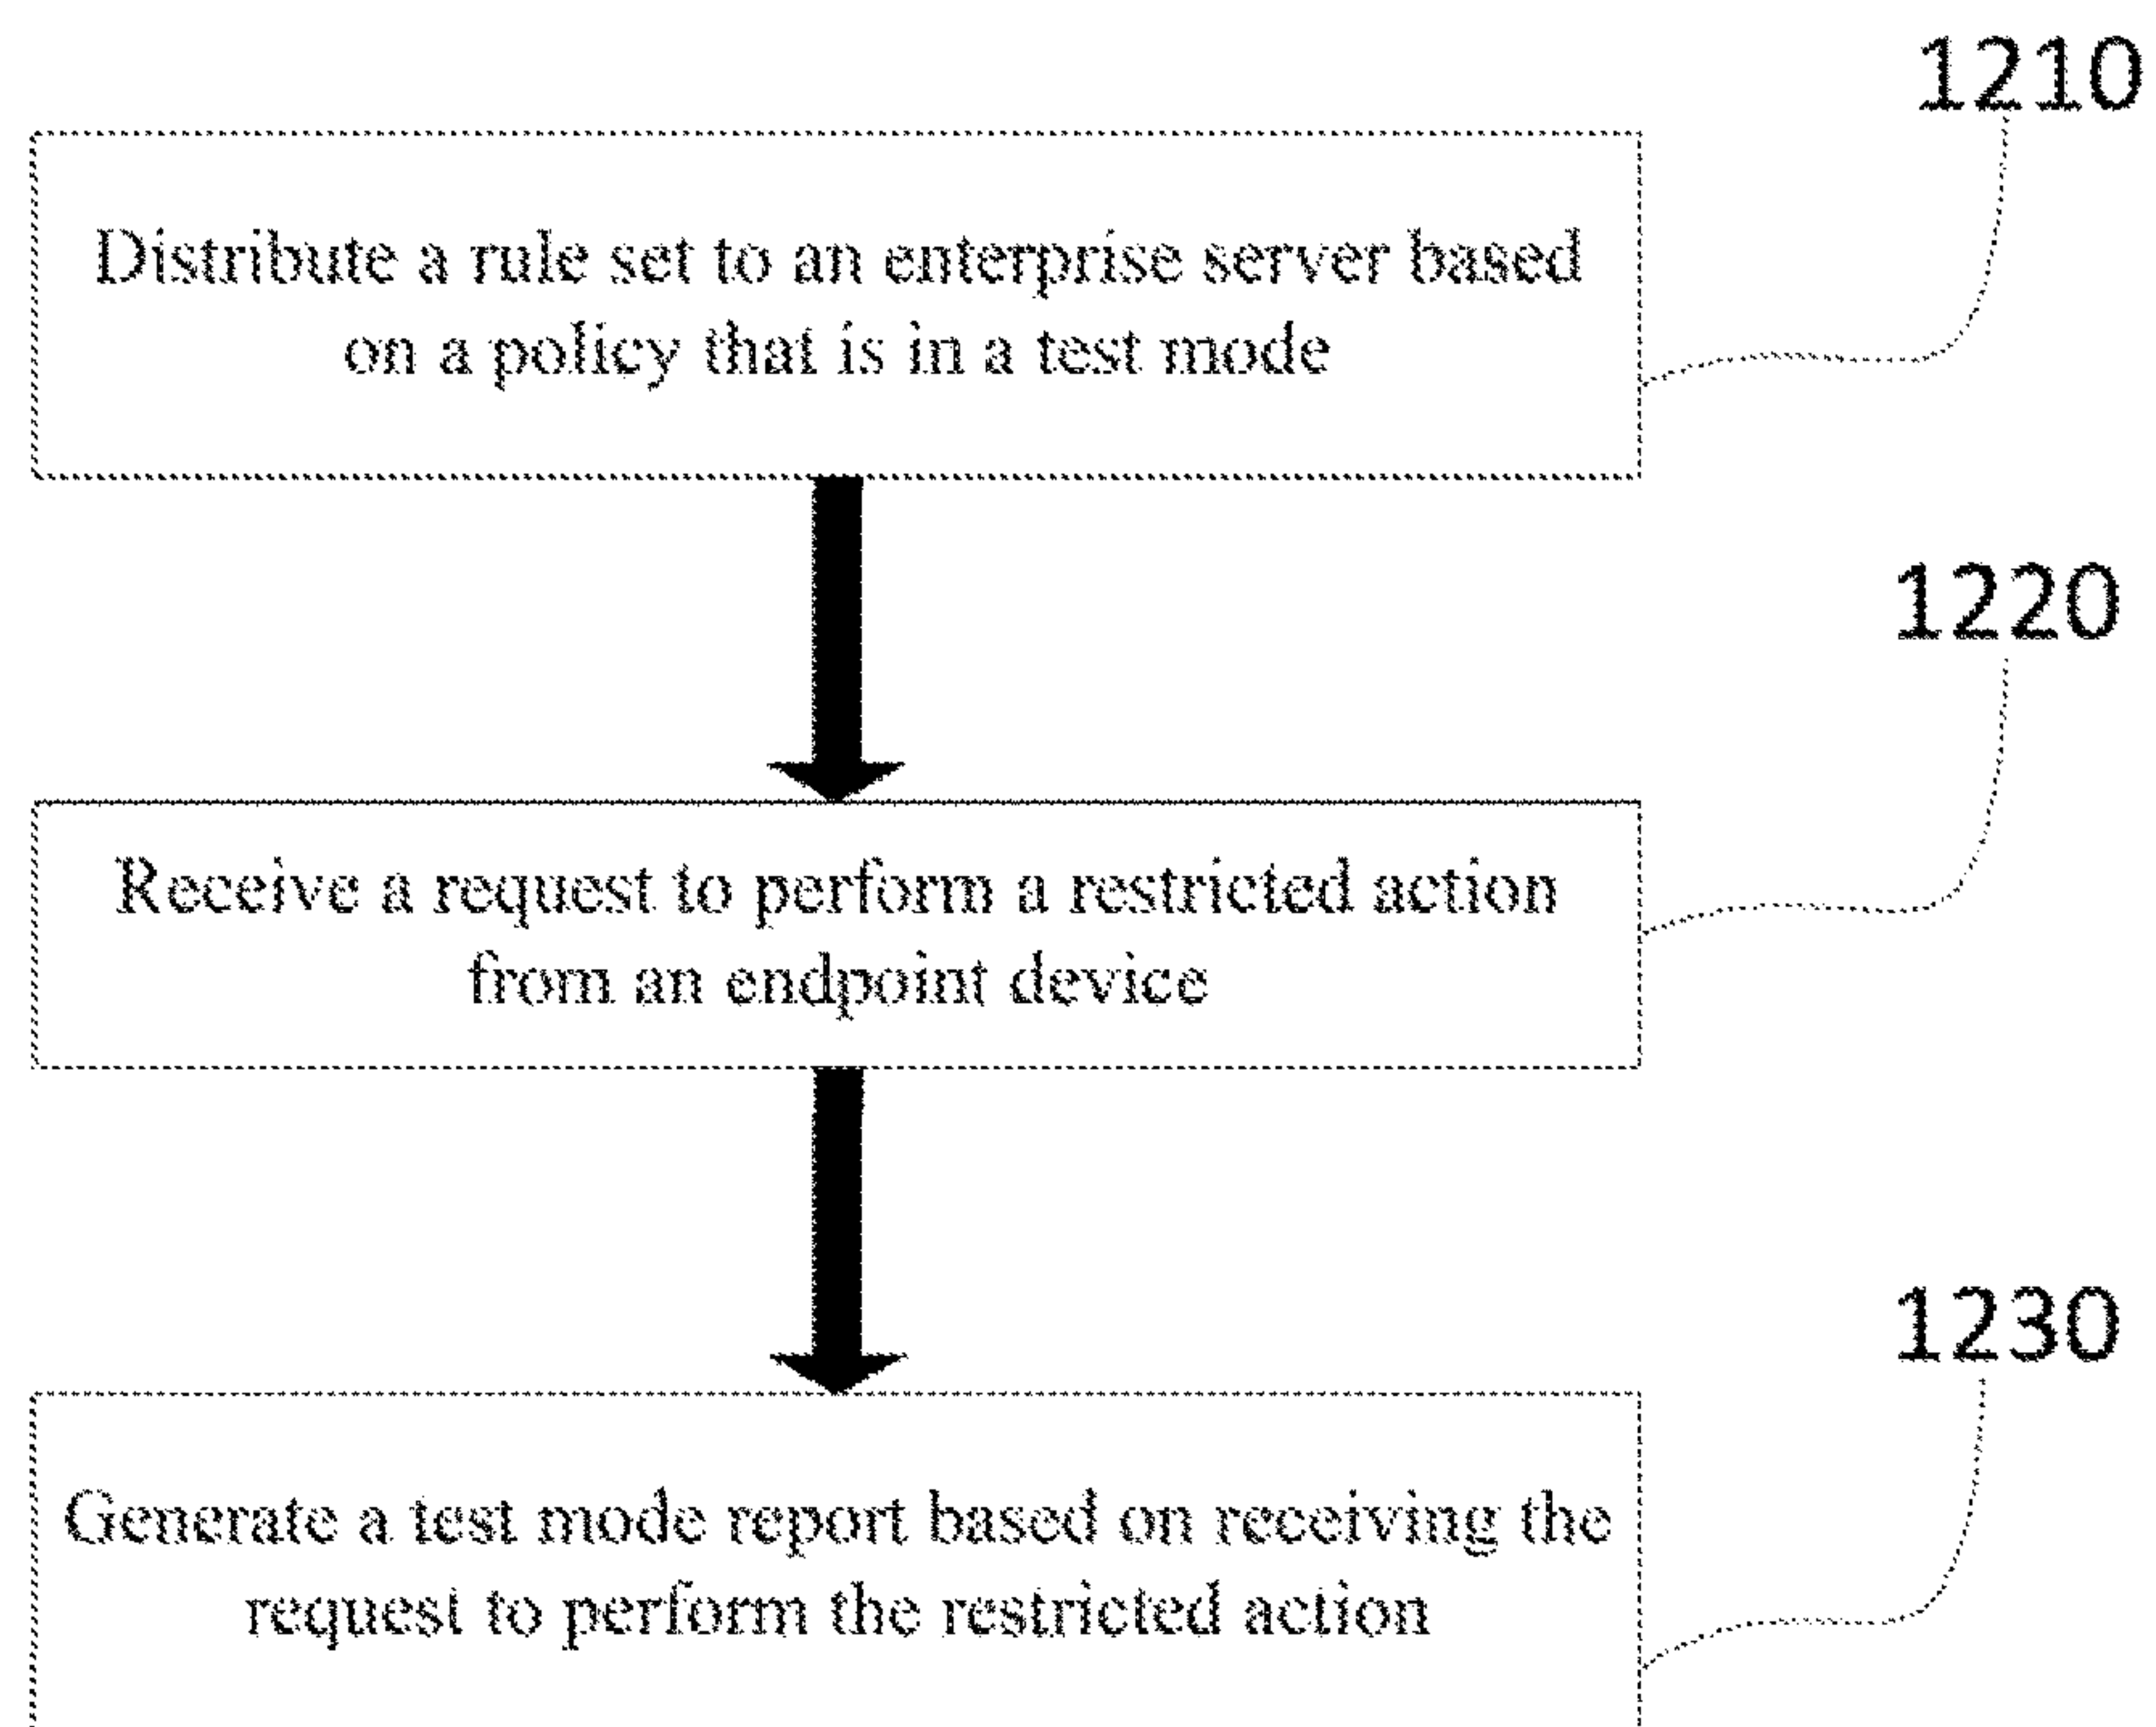 1210
Distribute a rule set to an enterprise server based
on a policy that is in a test mode
1220
Receive a request to perform a restricted action
from an endpoint device
1230
Generate a test mode report based on receiving the
request to perform the restricted action